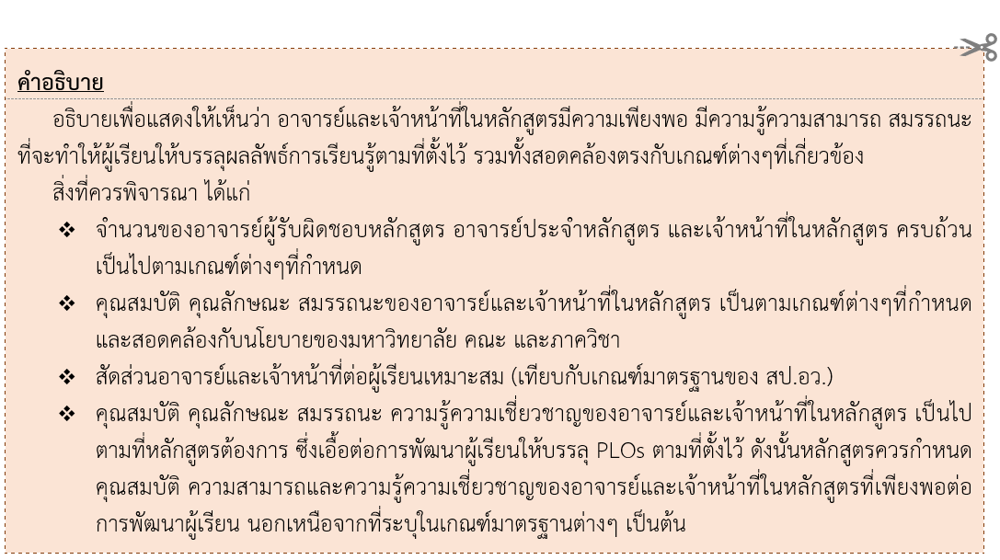 คำอธิบาย
อธิบายเพื่อแสดงให้เห็นว่า อาจารย์และเจ้าหน้าที่ในหลักสูตรมีความเพียงพอ มีความรู้ความสามารถ สมรรถนะ
ที่จะทำให้ผู้เรียนให้บรรลุผลลัพธ์การเรียนรู้ตามที่ตั้งไว้ รวมทั้งสอดคล้องตรงกับเกณฑ์ต่างๆที่เกี่ยวข้อง
สิ่งที่ควรพิจารณา ได้แก่
❖ จำนวนของอาจารย์ผู้รับผิดชอบหลักสูตร อาจารย์ประจำหลักสูตร และเจ้าหน้าที่ในหลักสูตร ครบถ้วน
เป็นไปตามเกณฑ์ต่างๆที่กำหนด
❖ คุณสมบัติ คุณลักษณะ สมรรถนะของอาจารย์และเจ้าหน้าที่ในหลักสูตร เป็นตามเกณฑ์ต่างๆที่กำหนด
และสอดคล้องกับนโยบายของมหาวิทยาลัย คณะ และภาควิชา
❖ สัดส่วนอาจารย์และเจ้าหน้าที่ต่อผู้เรียนเหมาะสม (เทียบกับเกณฑ์มาตรฐานของ สป.อว.)
❖ คุณสมบัติ คุณลักษณะ สมรรถนะ ความรู้ความเชี่ยวชาญของอาจารย์และเจ้าหน้าที่ในหลักสูตร เป็นไป
ตามที่หลักสูตรต้องการ ซึ่งเอื้อต่อการพัฒนาผู้เรียนให้บรรลุ PLOs ตามที่ตั้งไว้ ดังนั้นหลักสูตรควรกำหนด
คุณสมบัติ ความสามารถและความรู้ความเชี่ยวชาญของอาจารย์และเจ้าหน้าที่ในหลักสูตรที่เพียงพอต่อ
การพัฒนาผู้เรียน นอกเหนือจากที่ระบุในเกณฑ์มาตรฐานต่างๆ เป็นต้น